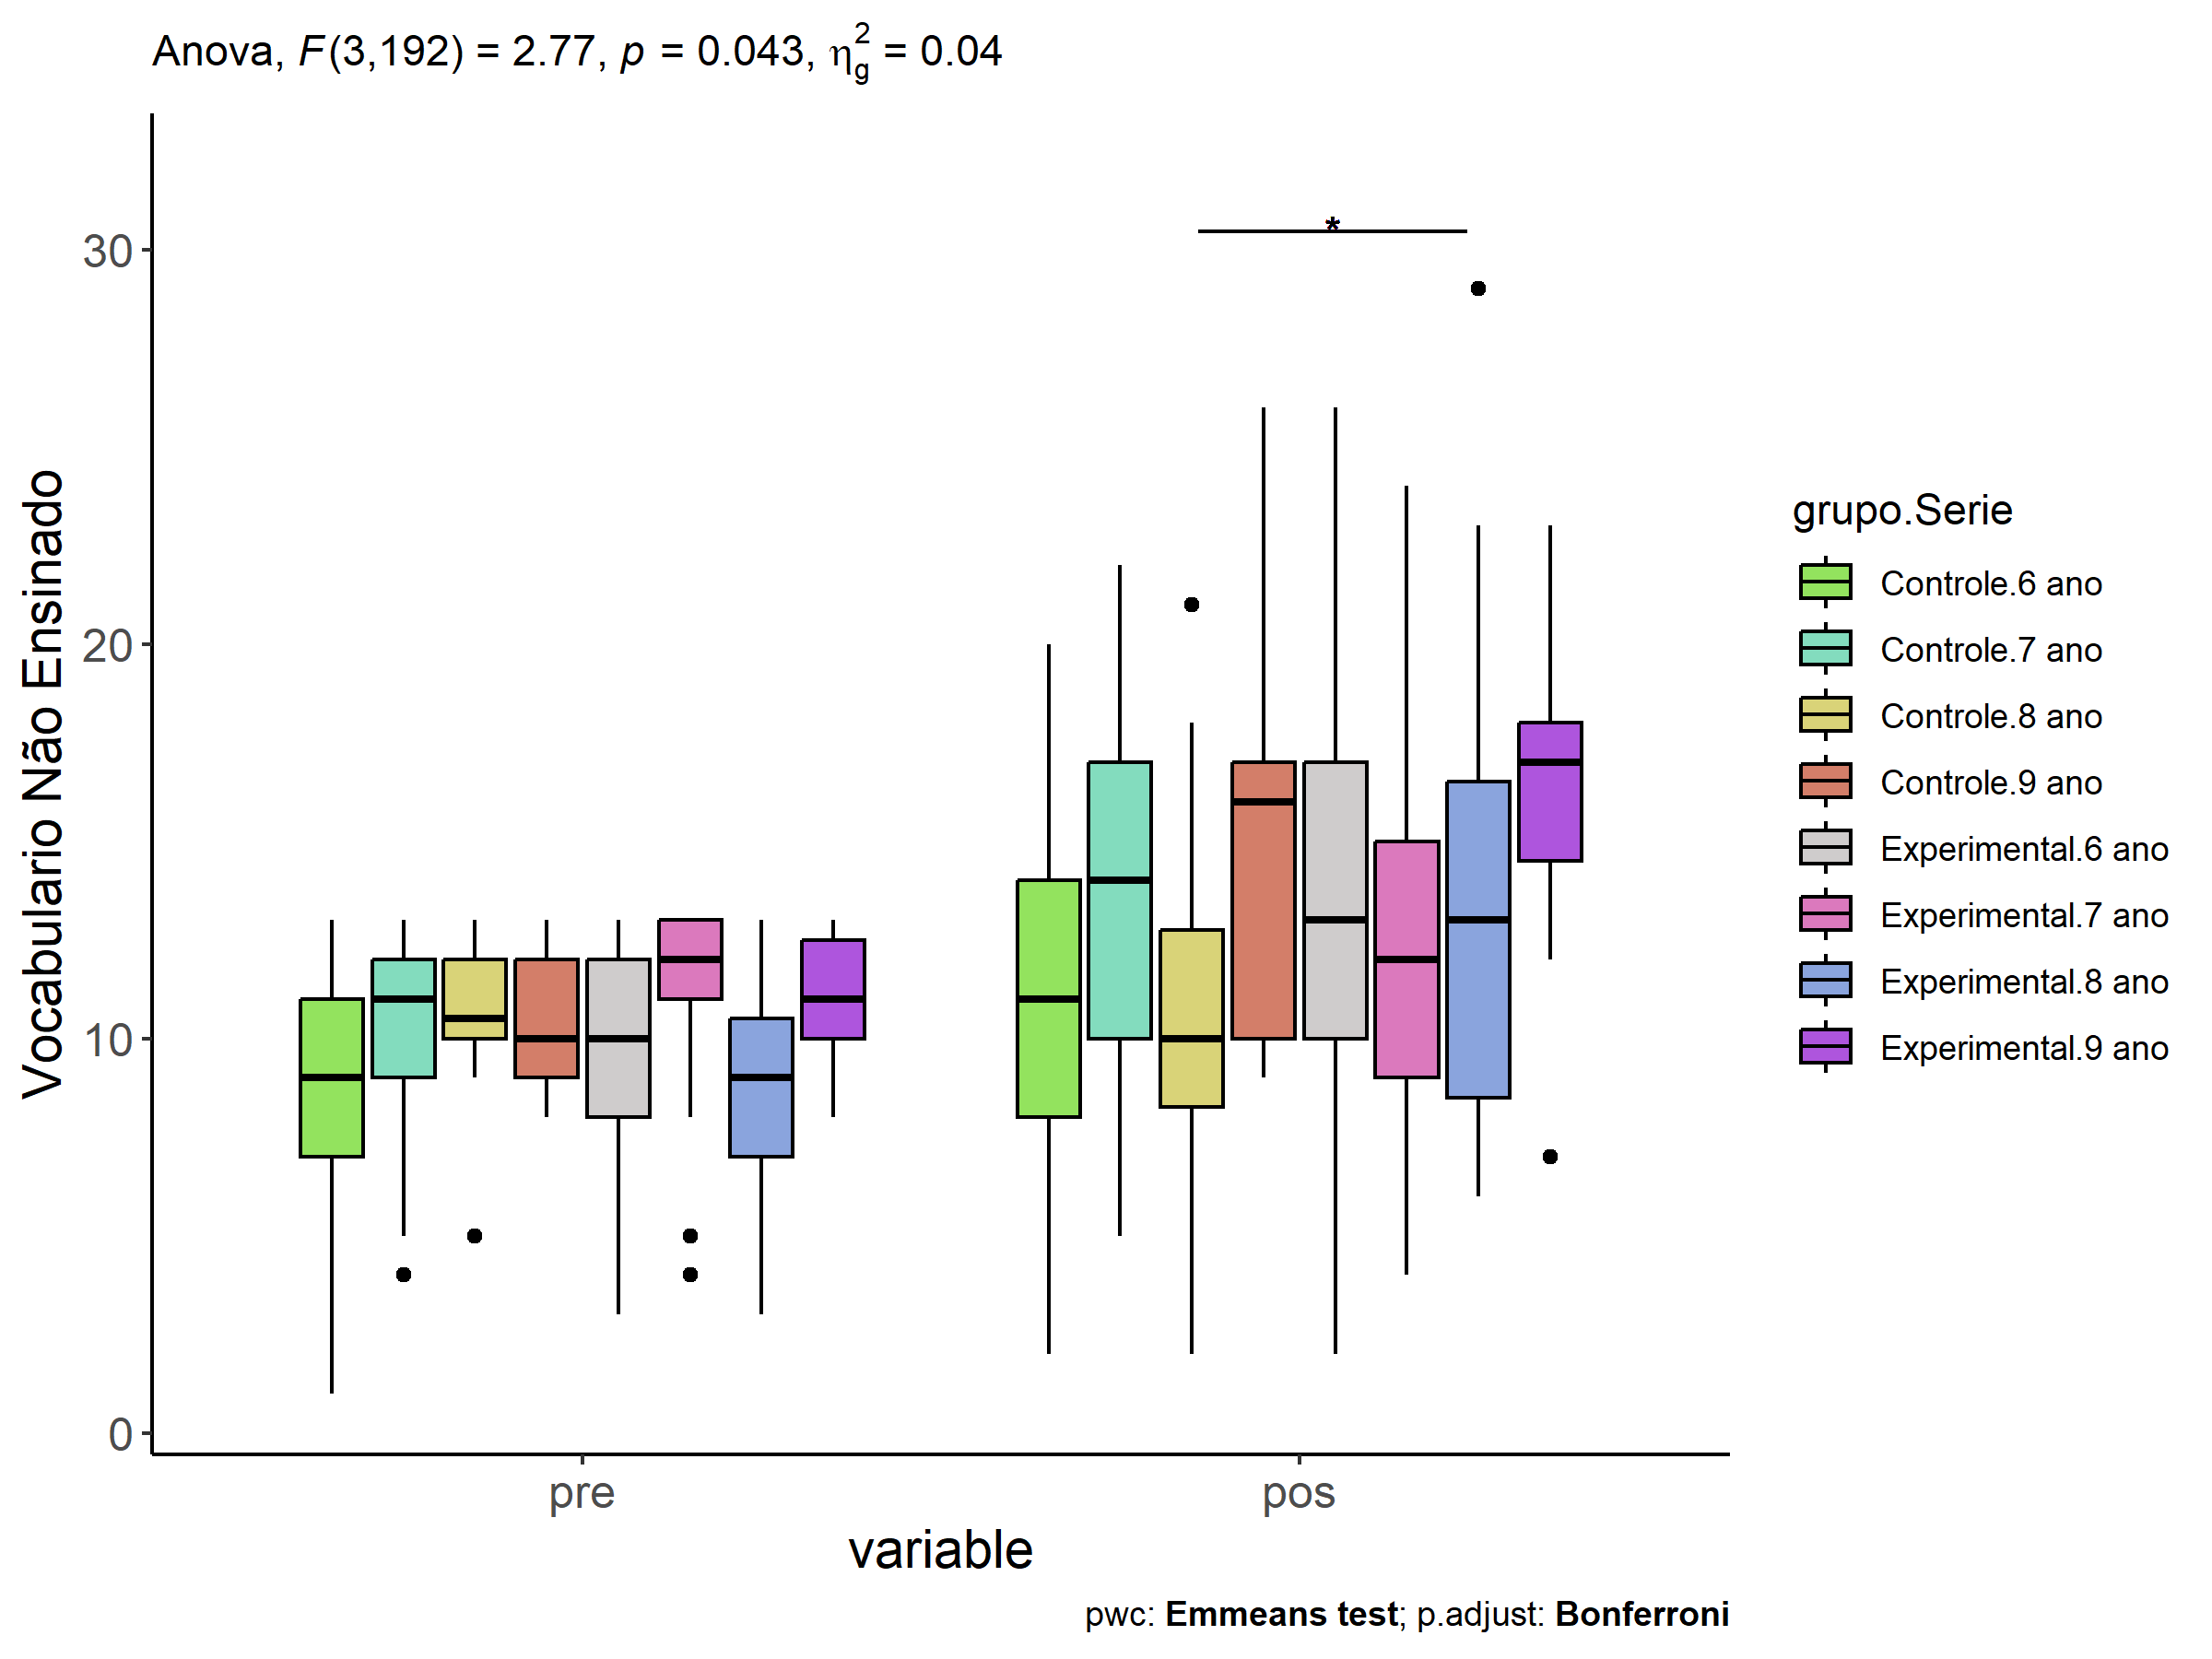 Anova, F(3,192) = 2.77, p = 0.043, η²g = 0.04
Vocabulario Não Ensinado
30
20
10
0
*
pre
pos
variable
grupo.Serie
Controle.6 ano
Controle.7 ano
Controle.8 ano
Controle.9 ano
Experimental.6 ano
Experimental.7 ano
Experimental.8 ano
Experimental.9 ano
pwc: Emmeans test; p.adjust: Bonferroni